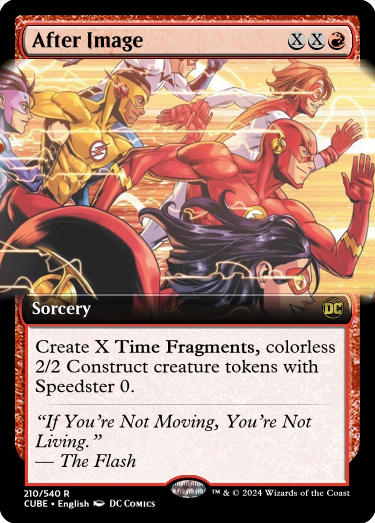 After Image XXR
Sorcery DC
Create X Time Fragments, colorless
2/2 Construct creature tokens with
Speedster 0.
“If You’re Not Moving, You’re Not
Living.”
— The Flash
210/540 R
CUBE • English DC COMICS ™ & © 2024 Wizards of the Coast